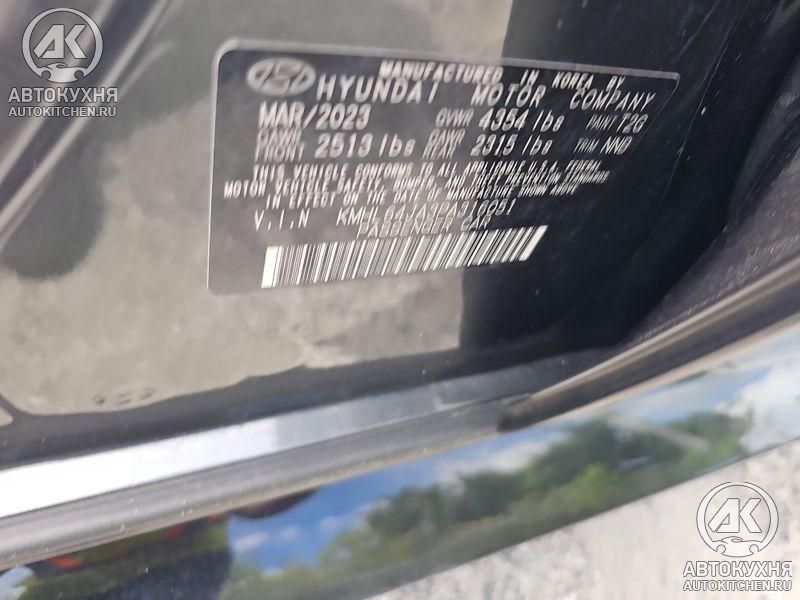 АВТОКУХНЯ
AUTOKITCHEN.RU
MANUFACTURED IN KOREA BY
HYUNDAI MOTOR COMPANY
MAR/2023 GVWR 4354 lbs PAINT T2G
GAWR FRONT 2513 lbs GAWR REAR 2315 lbs TRIM NNB
THIS VEHICLE CONFORMS TO ALL APPLICABLE U.S.A. FEDERAL
MOTOR VEHICLE SAFETY, BUMPER, AND THEFT PREVENTION STANDARDS
IN EFFECT ON THE DATE OF MANUFACTURE SHOWN ABOVE.
V.I.N
PASSENGER CAR
АВТОКУХНЯ
AUTOKITCHEN.RU